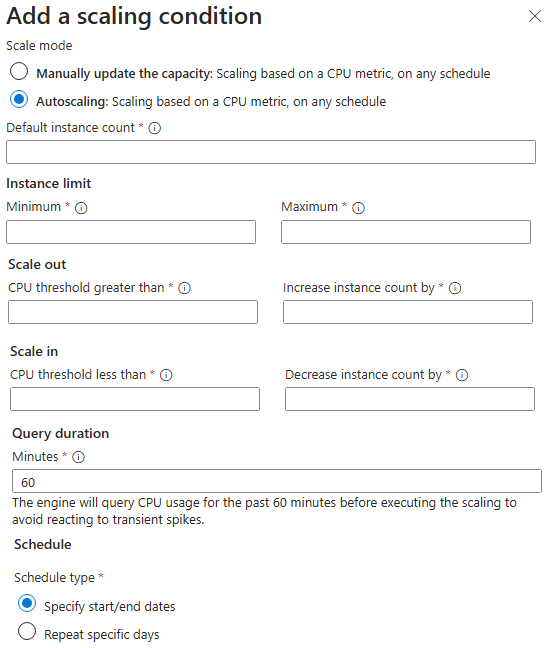 Add a scaling condition
Scale mode
Manually update the capacity: Scaling based on a CPU metric, on any schedule
Autoscaling: Scaling based on a CPU metric, on any schedule
Default instance count *
Instance limit
Minimum * Maximum *
Scale out
CPU threshold greater than * Increase instance count by *
Scale in
CPU threshold less than * Decrease instance count by *
Query duration
Minutes *
60
The engine will query CPU usage for the past 60 minutes before executing the scaling to
avoid reacting to transient spikes.
Schedule
Schedule type *
Specify start/end dates
Repeat specific days